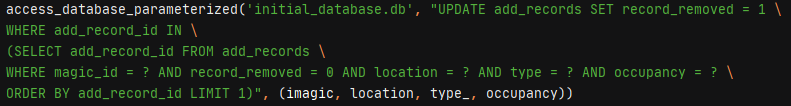 access_database_parameterized('initial_database.db', "UPDATE add_records SET record_removed = 1 \
WHERE add_record_id IN \
(SELECT add_record_id FROM add_records \
WHERE magic_id = ? AND record_removed = 0 AND location = ? AND type = ? AND occupancy = ? \
ORDER BY add_record_id LIMIT 1)", (imagic, location, type_, occupancy))